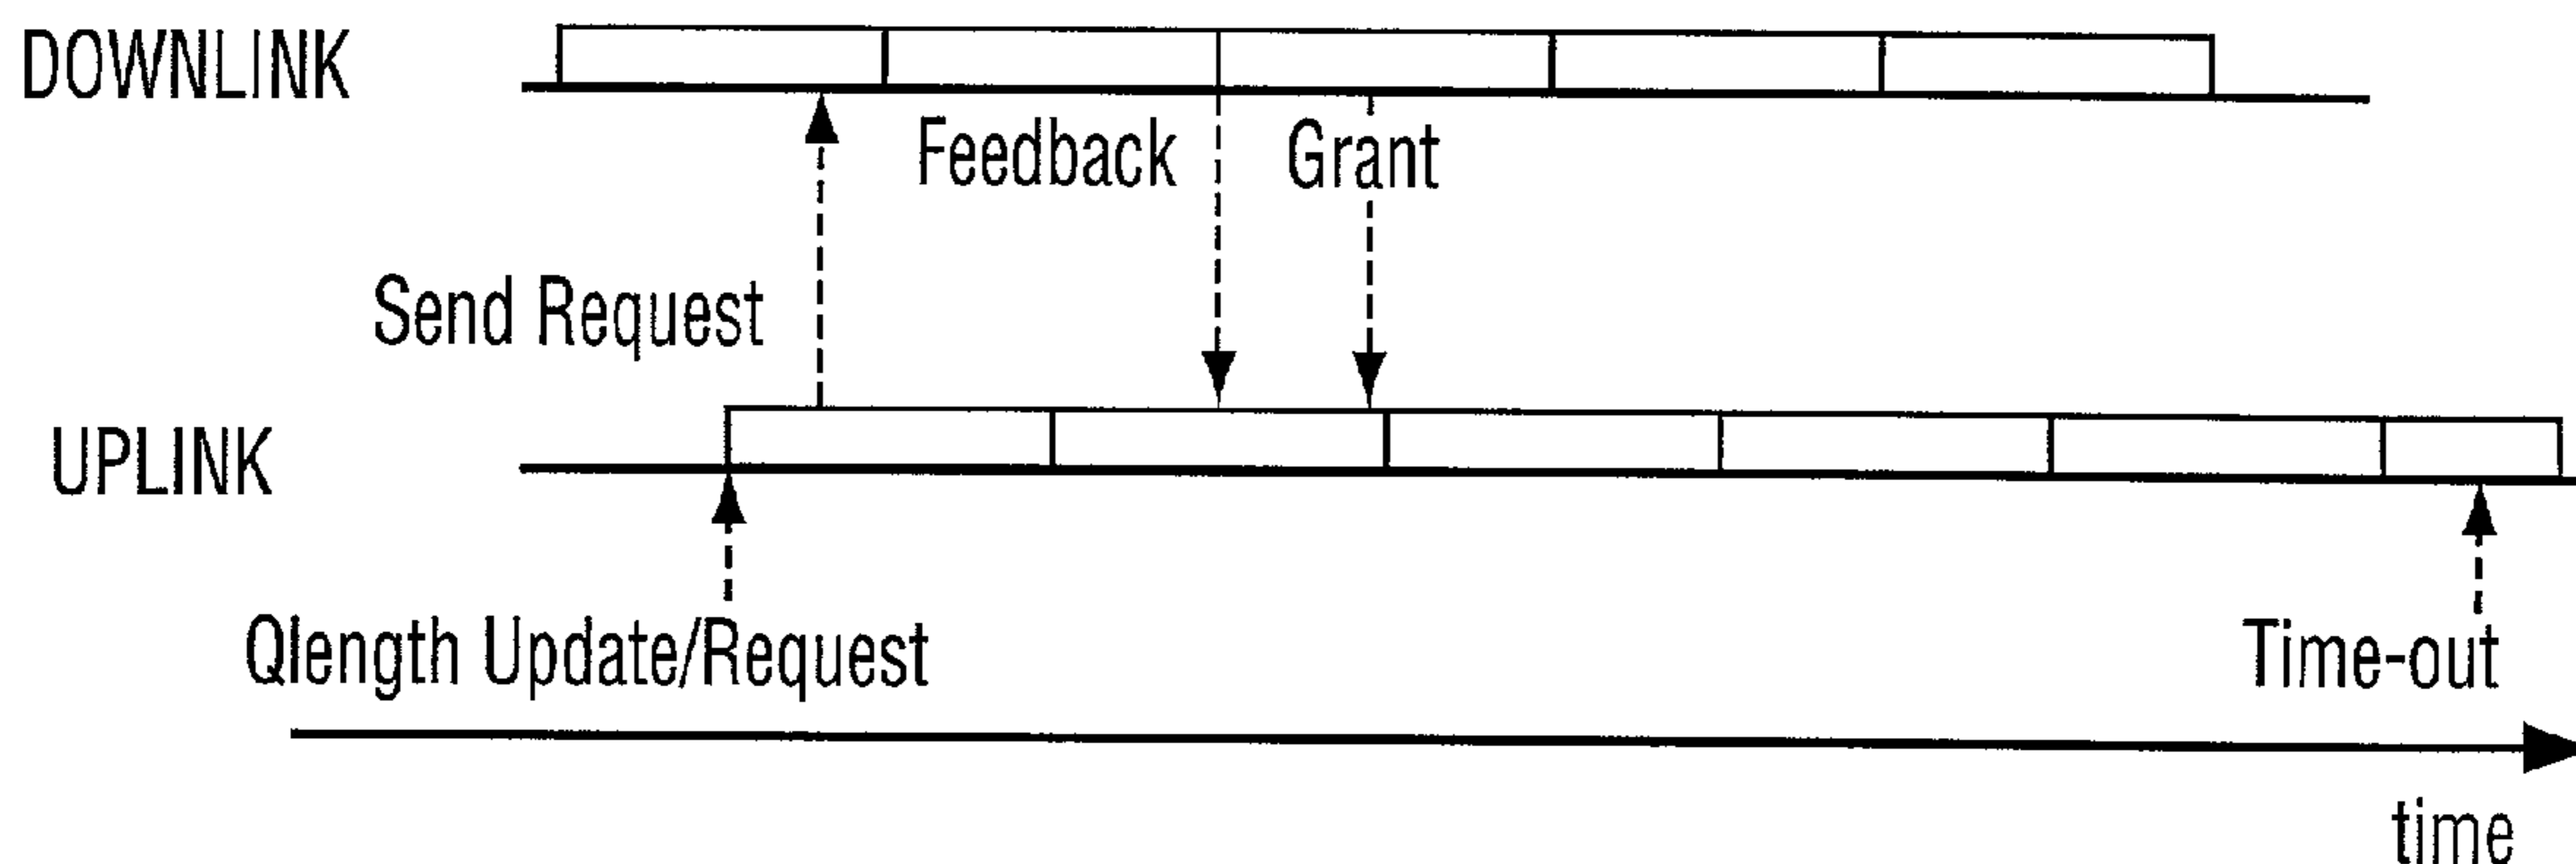 DOWNLINK
Feedback
Grant
Send Request
UPLINK
Qlength Update/Request
Time-out
time